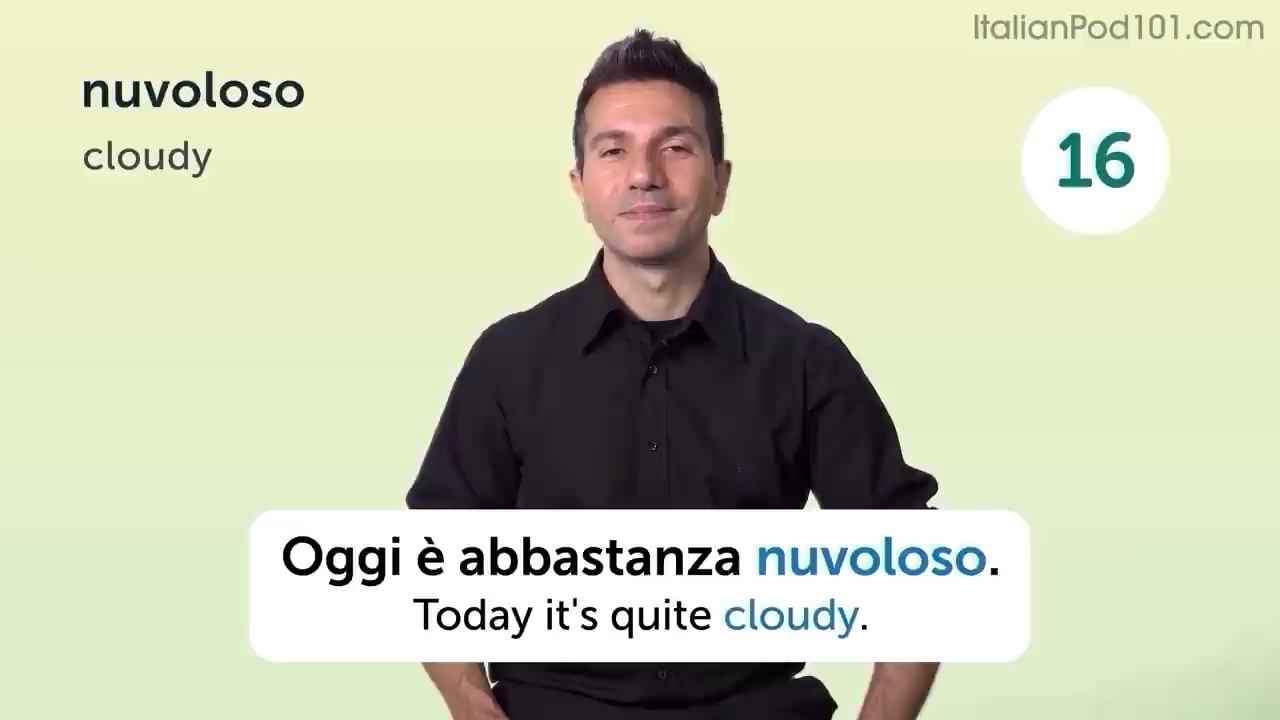 ItalianPod101.com
nuvoloso
cloudy
16
Oggi è abbastanza nuvoloso.
Today it's quite cloudy.